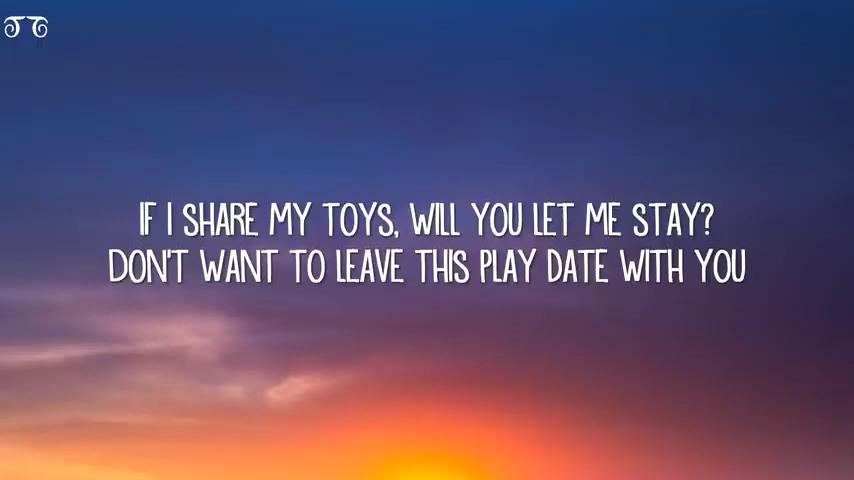 IF I SHARE MY TOYS, WILL YOU LET ME STAY?
DON'T WANT TO LEAVE THIS PLAY DATE WITH YOU